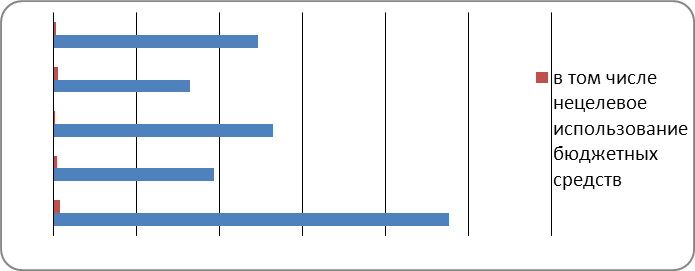 в том числе
нецелевое
использование
бюджетных
средств